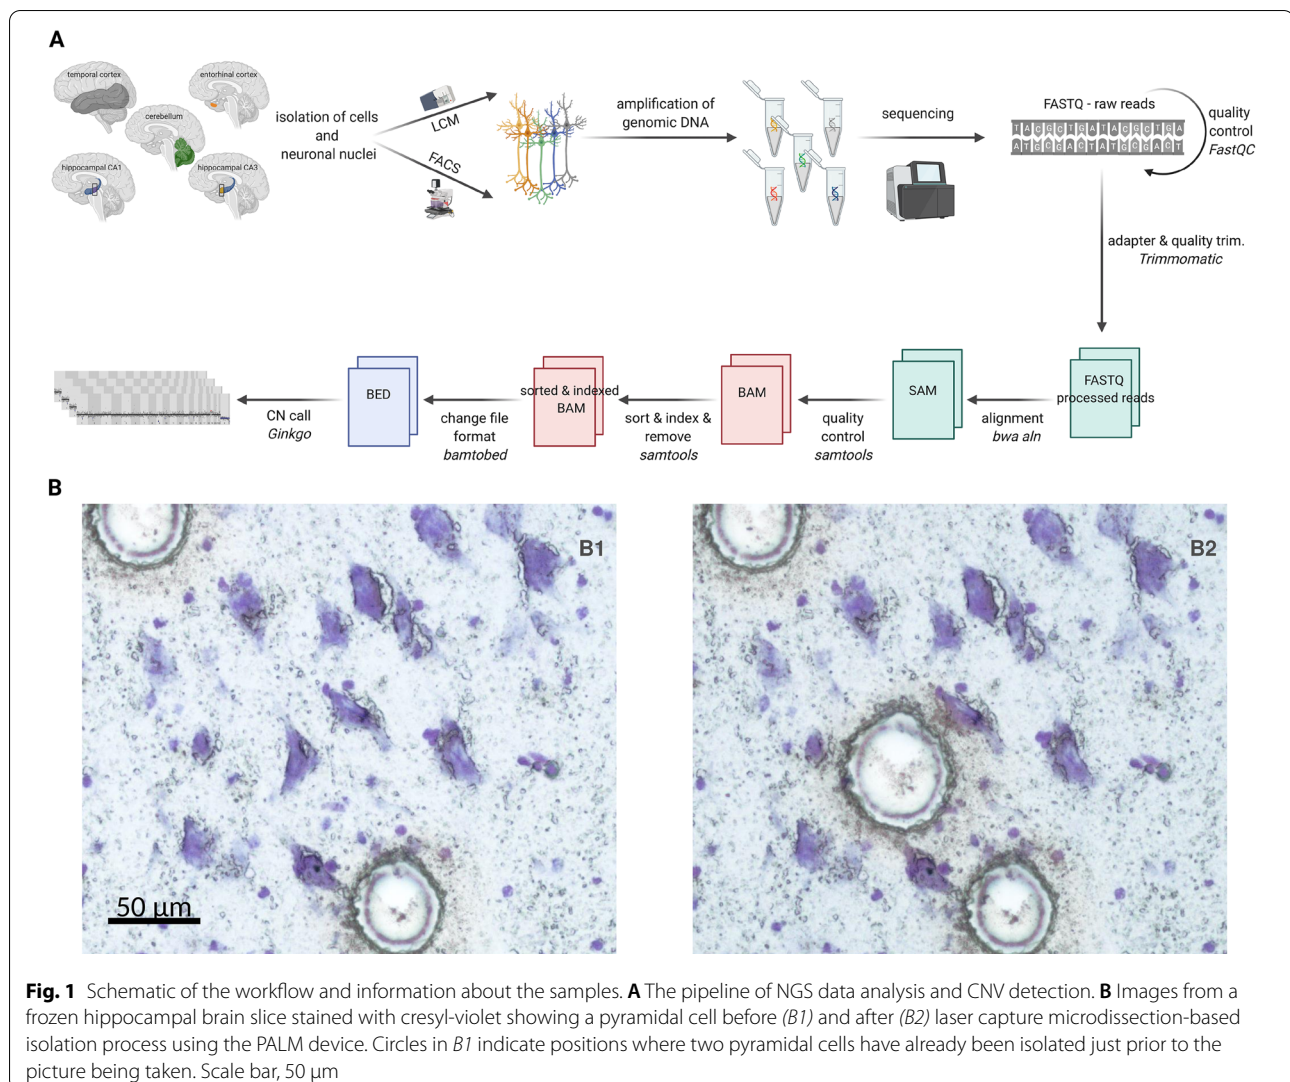 A
temporal cortex
entorhinal cortex
cerebellum
hippocampal CA1
hippocampal CA3
isolation of cells
and
neuronal nuclei
LCM
FACS
amplification of
genomic DNA
sequencing
FASTQ - raw reads
TACGCTGATACGCTGA
ATGCGACTATGCGACT
quality
control
FastQC
adapter & quality trim.
Trimmomatic
FASTQ
processed reads
alignment
bwa aln
SAM
quality
control
samtools
BAM
sort & index &
remove
samtools
sorted & indexed
BAM
change file
format
bamtobed
BED
CN call
Ginkgo
B
B1
B2
50 µm
Fig. 1 Schematic of the workflow and information about the samples. A The pipeline of NGS data analysis and CNV detection. B Images from a
frozen hippocampal brain slice stained with cresyl-violet showing a pyramidal cell before (B1) and after (B2) laser capture microdissection-based
isolation process using the PALM device. Circles in B1 indicate positions where two pyramidal cells have already been isolated just prior to the
picture being taken. Scale bar, 50 µm